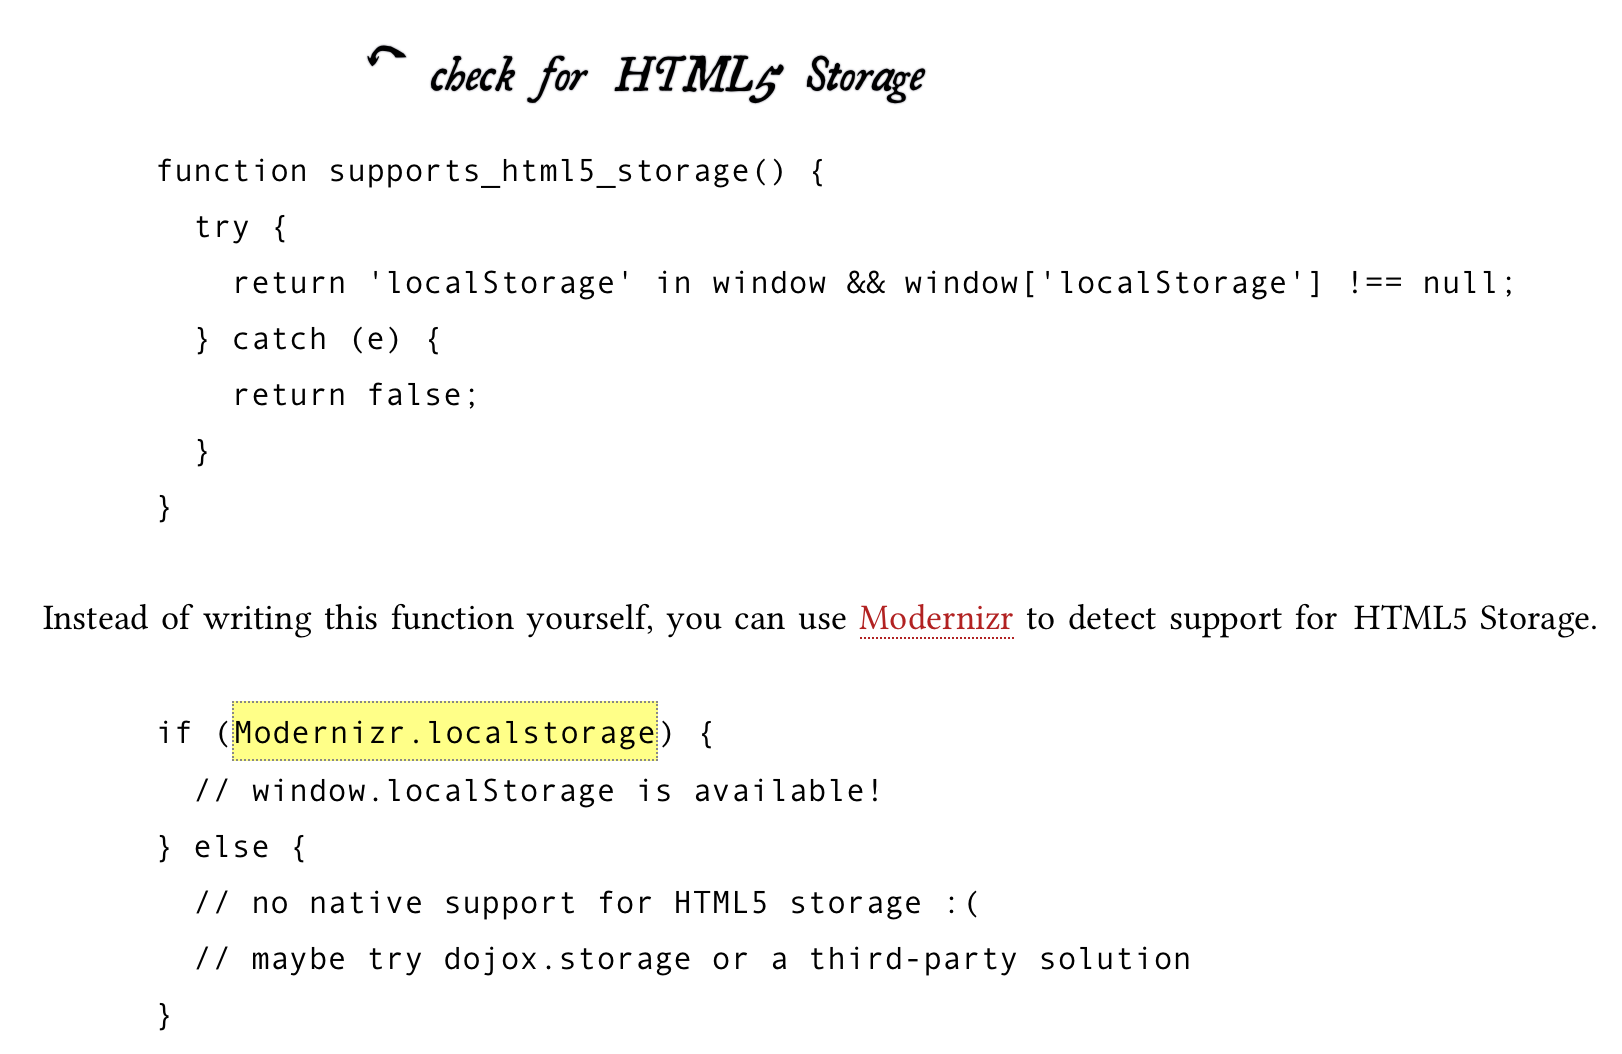 check for HTML5 Storage
function supports_html5_storage() {
  try {
    return 'localStorage' in window && window['localStorage'] !== null;
  } catch (e) {
    return false;
  }
}
Instead of writing this function yourself, you can use Modernizr to detect support for HTML5 Storage.
if (Modernizr.localstorage) {
  // window.localStorage is available!
} else {
  // no native support for HTML5 storage :(
  // maybe try dojox.storage or a third-party solution
}